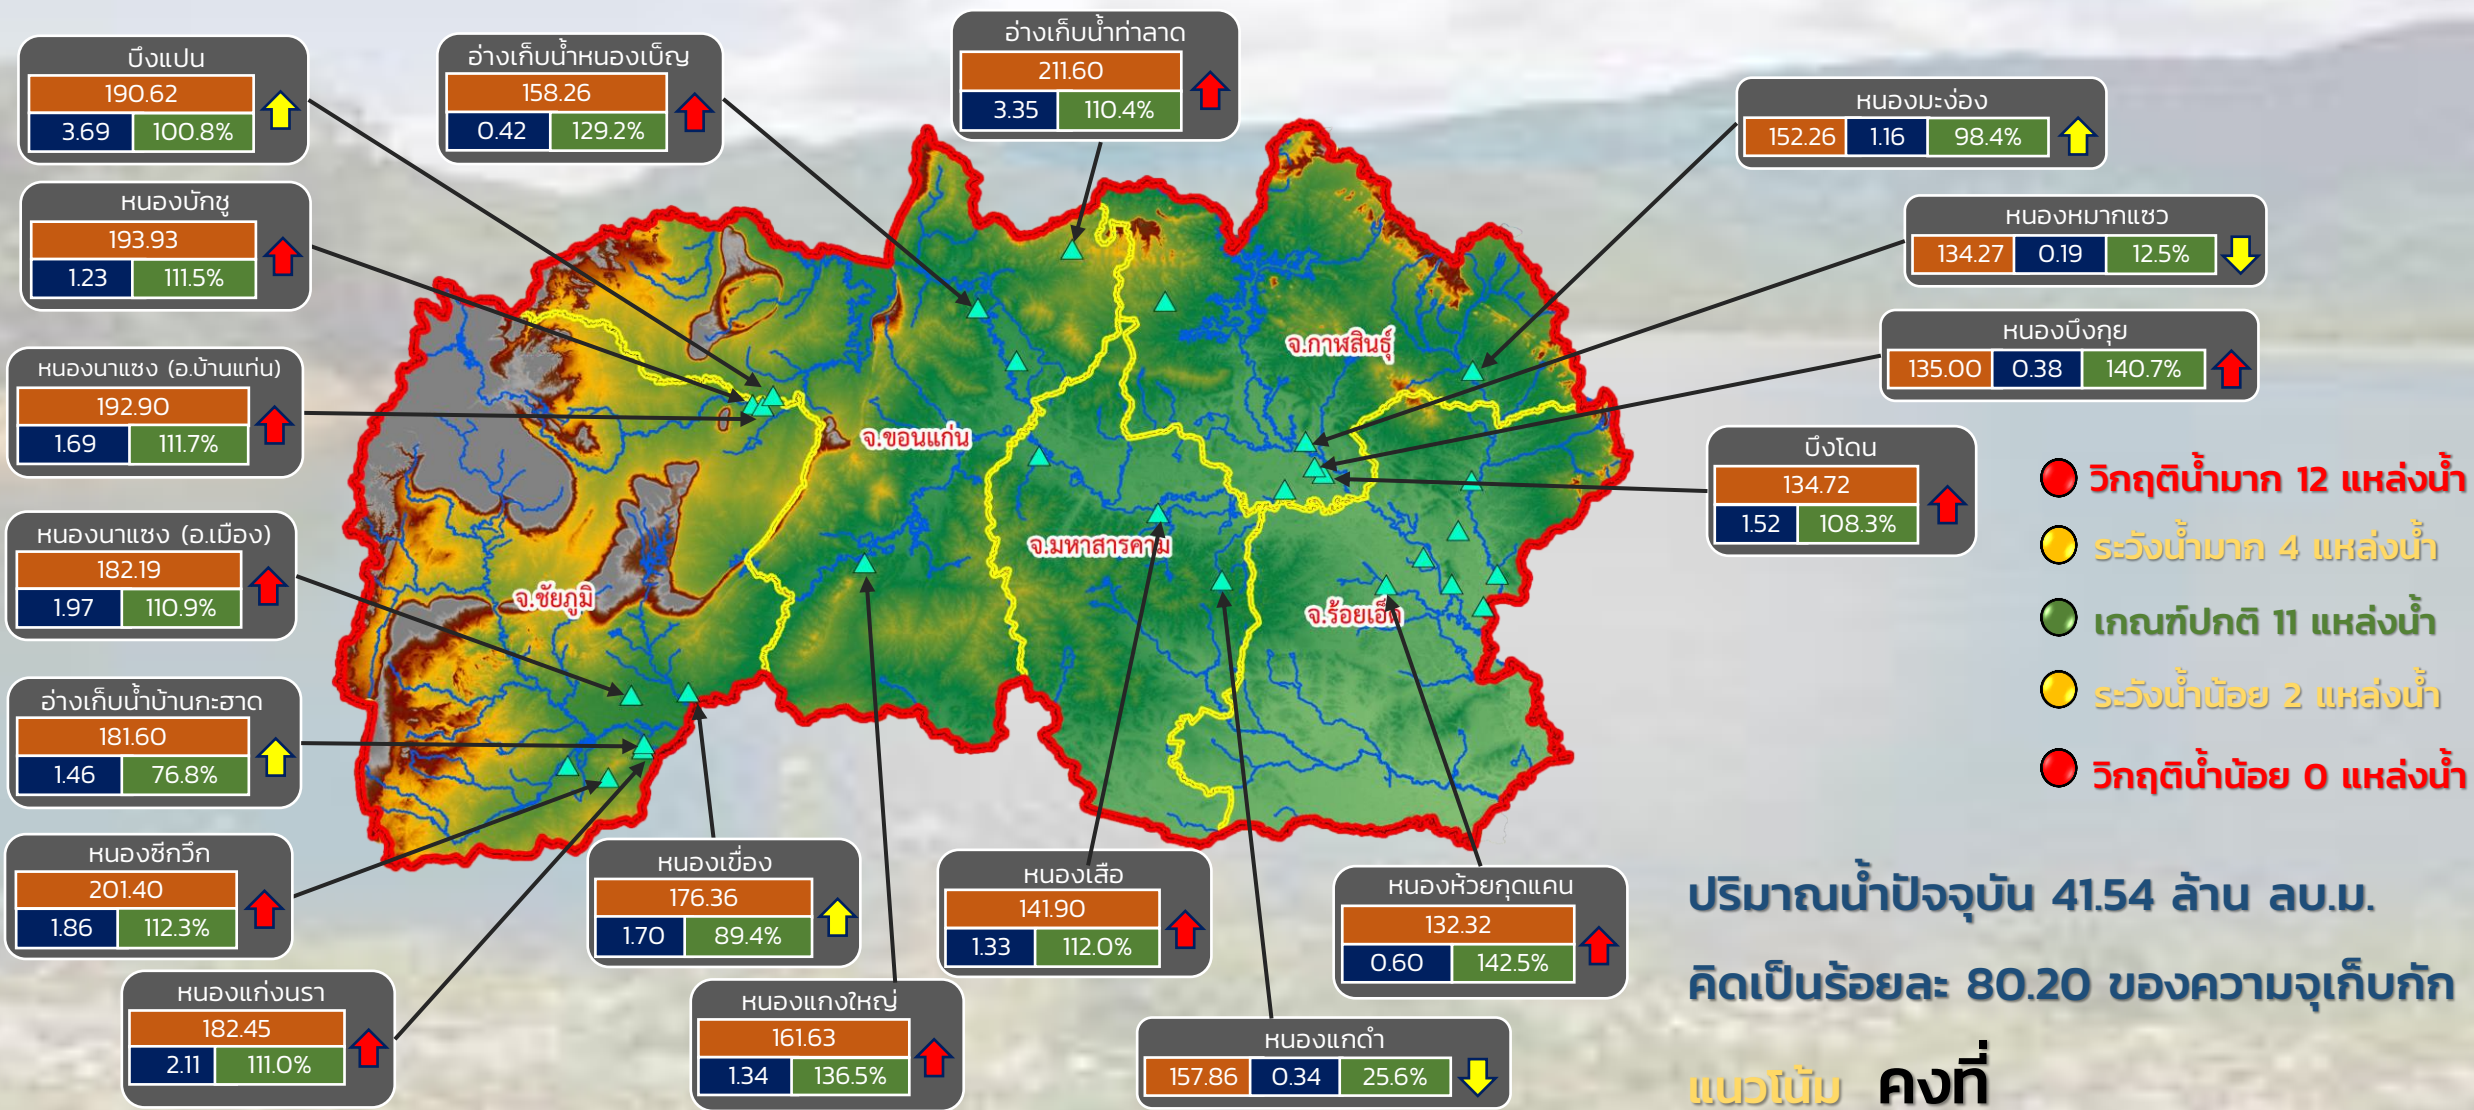 บึงแปน
190.62
3.69 100.8%
อ่างเก็บน้ำหนองเบ็ญ
158.26
0.42 129.2%
อ่างเก็บน้ำท่าลาด
211.60
3.35 110.4%
หนองมะง่อง
152.26 1.16 98.4%
หนองบักชู
193.93
1.23 111.5%
หนองหมากแซว
134.27 0.19 12.5%
หนองบึงกุย
135.00 0.38 140.7%
หนองนาแซง (อ.บ้านแท่น)
192.90
1.69 111.7%
บึงโดน
134.72
1.52 108.3%
หนองนาแซง (อ.เมือง)
182.19
1.97 110.9%
อ่างเก็บน้ำบ้านกะฮาด
181.60
1.46 76.8%
หนองซีกวึก
201.40
1.86 112.3%
หนองแก่งนรา
182.45
2.11 111.0%
หนองเขื่อง
176.36
1.70 89.4%
หนองแกงใหญ่
161.63
1.34 136.5%
หนองเสือ
141.90
1.33 112.0%
หนองแกดำ
157.86 0.34 25.6%
หนองห้วยกุดแคน
132.32
0.60 142.5%
จ.กาฬสินธุ์
จ.ขอนแก่น
จ.มหาสารคาม
จ.ชัยภูมิ
จ.ร้อยเอ็ด
วิกฤติน้ำมาก 12 แหล่งน้ำ
ระวังน้ำมาก 4 แหล่งน้ำ
เกณฑ์ปกติ 11 แหล่งน้ำ
ระวังน้ำน้อย 2 แหล่งน้ำ
วิกฤติน้ำน้อย 0 แหล่งน้ำ
ปริมาณน้ำปัจจุบัน 41.54 ล้าน ลบ.ม.
คิดเป็นร้อยละ 80.20 ของความจุเก็บกัก
แนวโน้ม คงที่